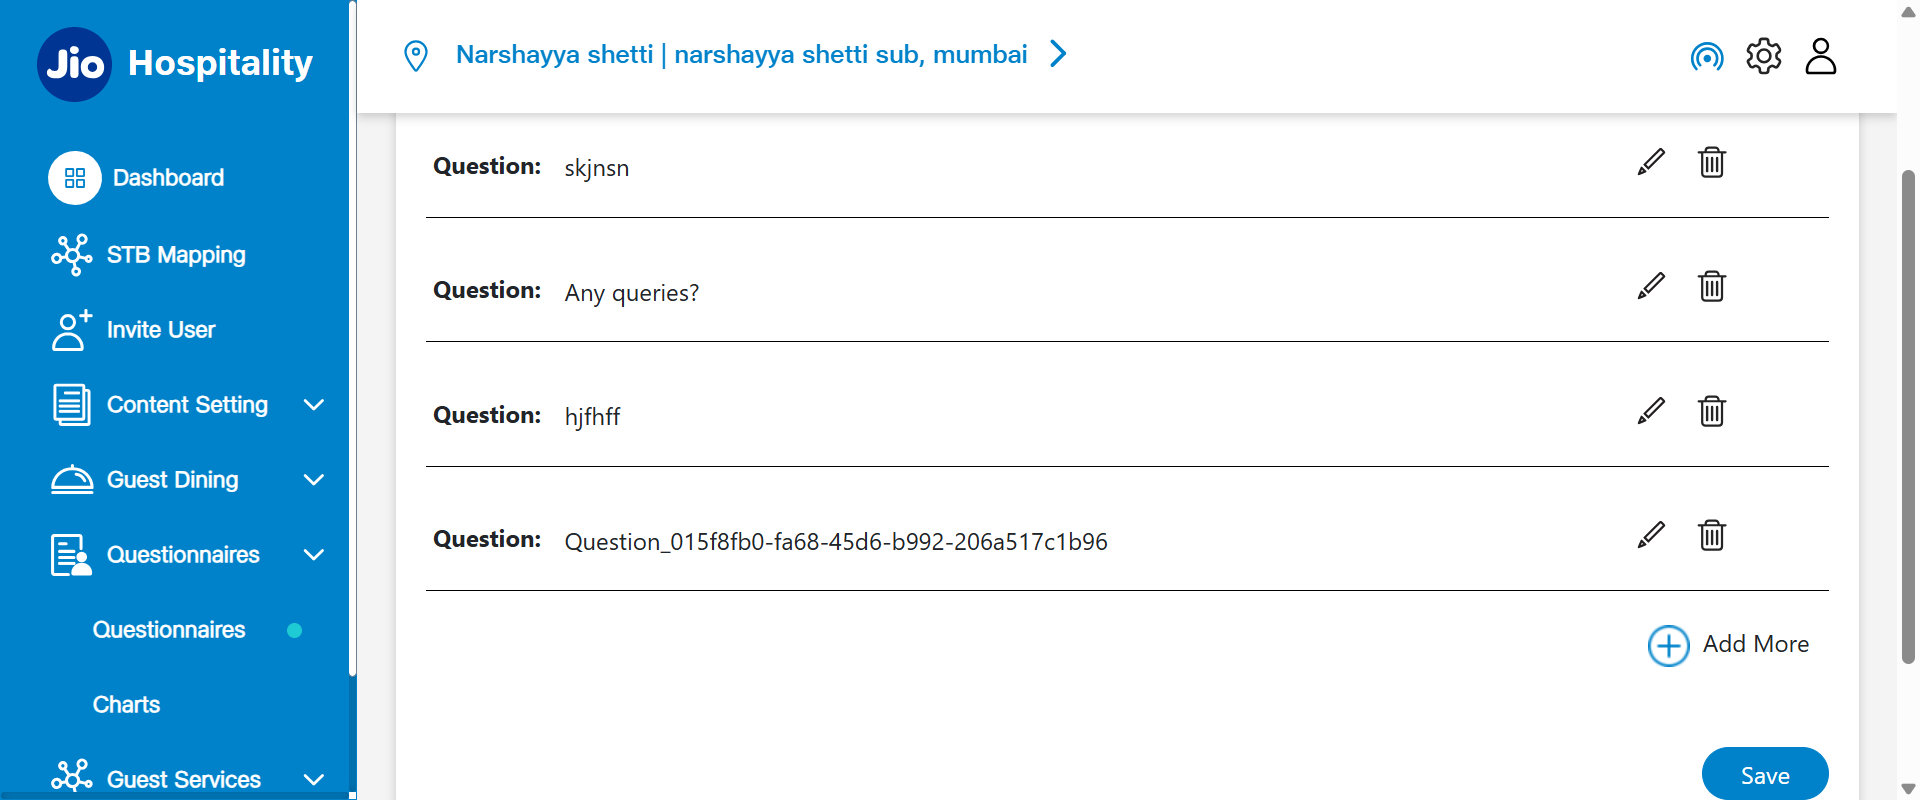 Jio Hospitality
Narshayya shetti | narshayya shetti sub, mumbai
Dashboard
STB Mapping
Invite User
Content Setting
Guest Dining
Questionnaires
Questionnaires
Charts
Guest Services
Question: skjnsn
Question: Any queries?
Question: hjfhff
Question: Question_015f8fb0-fa68-45d6-b992-206a517c1b96
Add More
Save